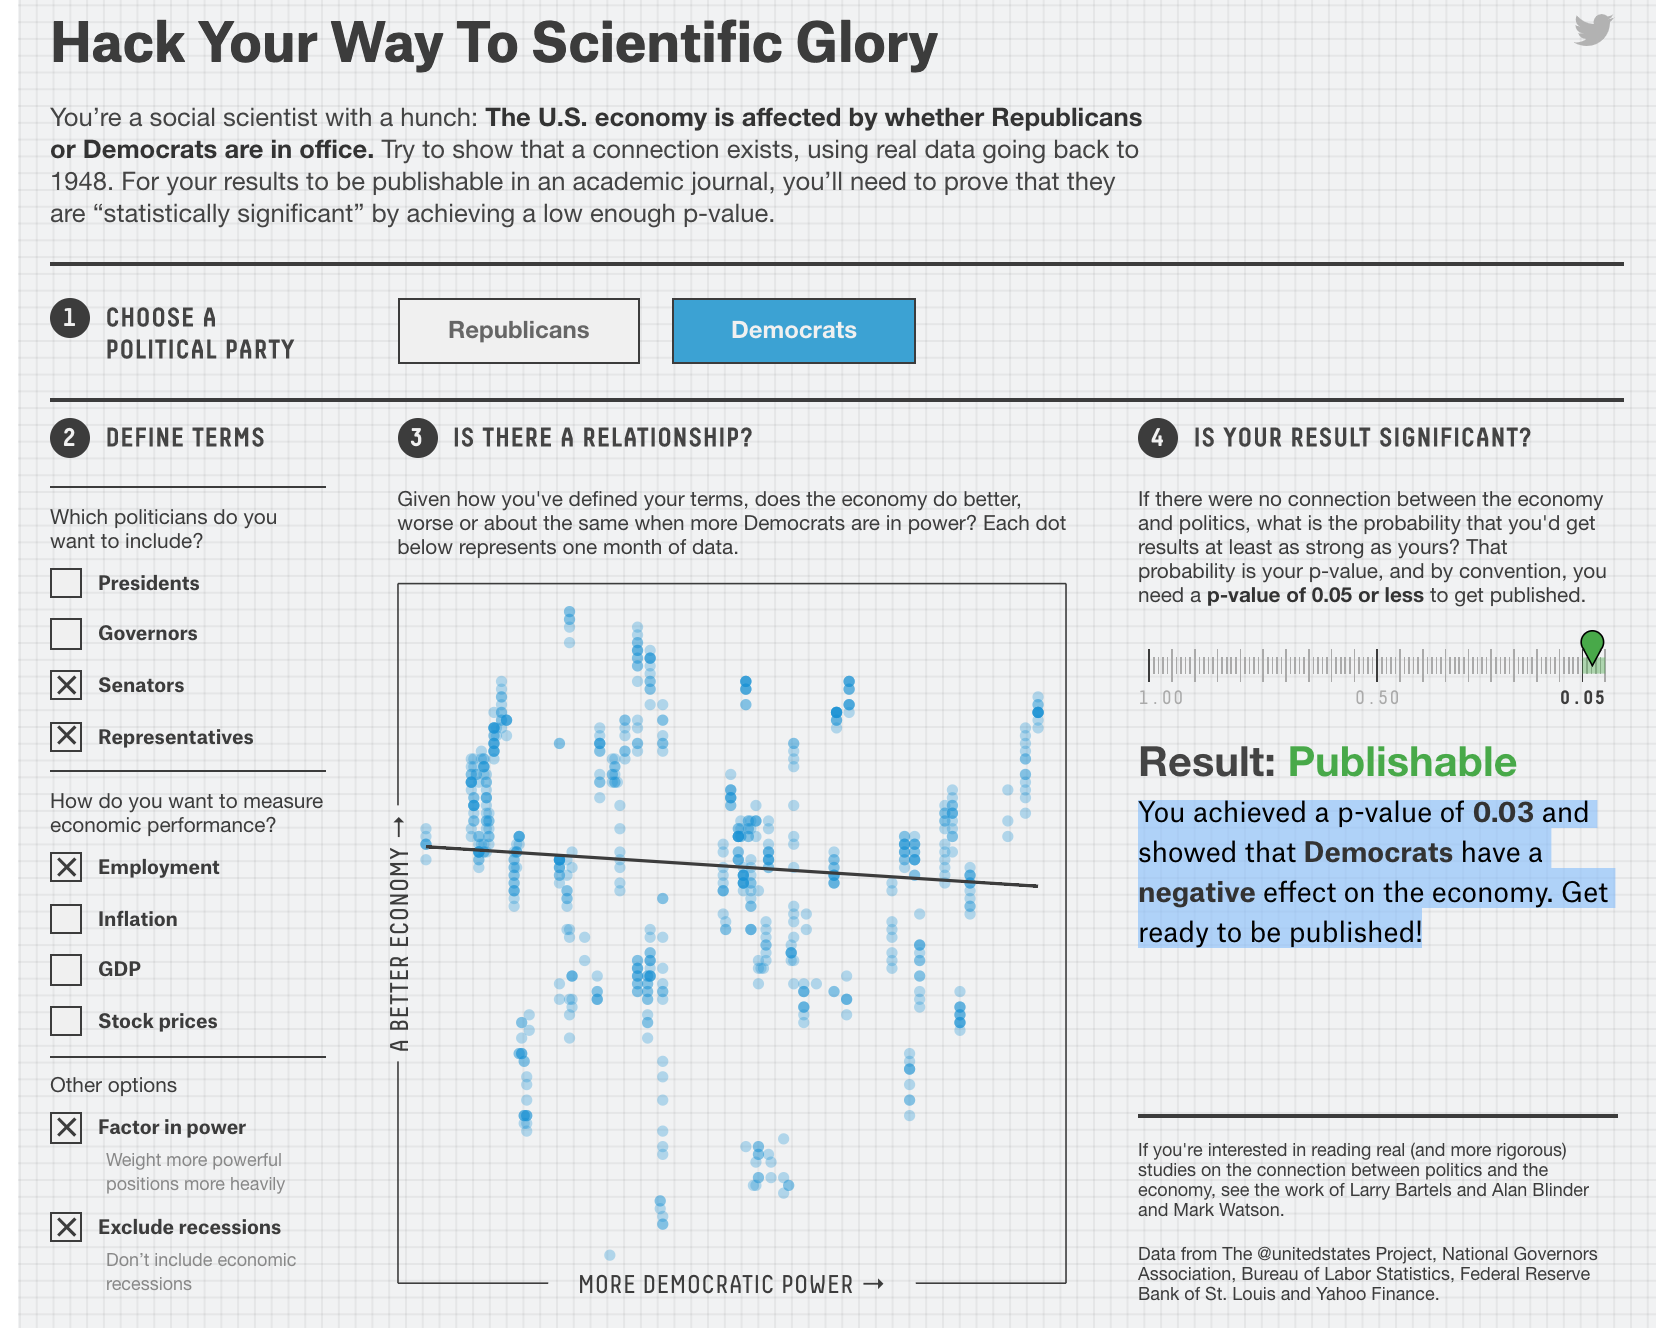 Hack Your Way To Scientific Glory
You’re a social scientist with a hunch: The U.S. economy is affected by whether Republicans
or Democrats are in office. Try to show that a connection exists, using real data going back to
1948. For your results to be publishable in an academic journal, you’ll need to prove that they
are “statistically significant” by achieving a low enough p-value.
1 CHOOSE A
POLITICAL PARTY
Republicans
Democrats
2 DEFINE TERMS
Which politicians do you
want to include?
Presidents
Governors
Senators
Representatives
How do you want to measure
economic performance?
Employment
Inflation
GDP
Stock prices
Other options
Factor in power
Weight more powerful
positions more heavily
Exclude recessions
Don’t include economic
recessions
3 IS THERE A RELATIONSHIP?
Given how you've defined your terms, does the economy do better,
worse or about the same when more Democrats are in power? Each dot
below represents one month of data.
A BETTER ECONOMY →
MORE DEMOCRATIC POWER →
4 IS YOUR RESULT SIGNIFICANT?
If there were no connection between the economy
and politics, what is the probability that you'd get
results at least as strong as yours? That
probability is your p-value, and by convention, you
need a p-value of 0.05 or less to get published.
1.00 0.50 0.05
Result: Publishable
You achieved a p-value of 0.03 and
showed that Democrats have a
negative effect on the economy. Get
ready to be published!
If you're interested in reading real (and more rigorous)
studies on the connection between politics and the
economy, see the work of Larry Bartels and Alan Blinder
and Mark Watson.
Data from The @unitedstates Project, National Governors
Association, Bureau of Labor Statistics, Federal Reserve
Bank of St. Louis and Yahoo Finance.